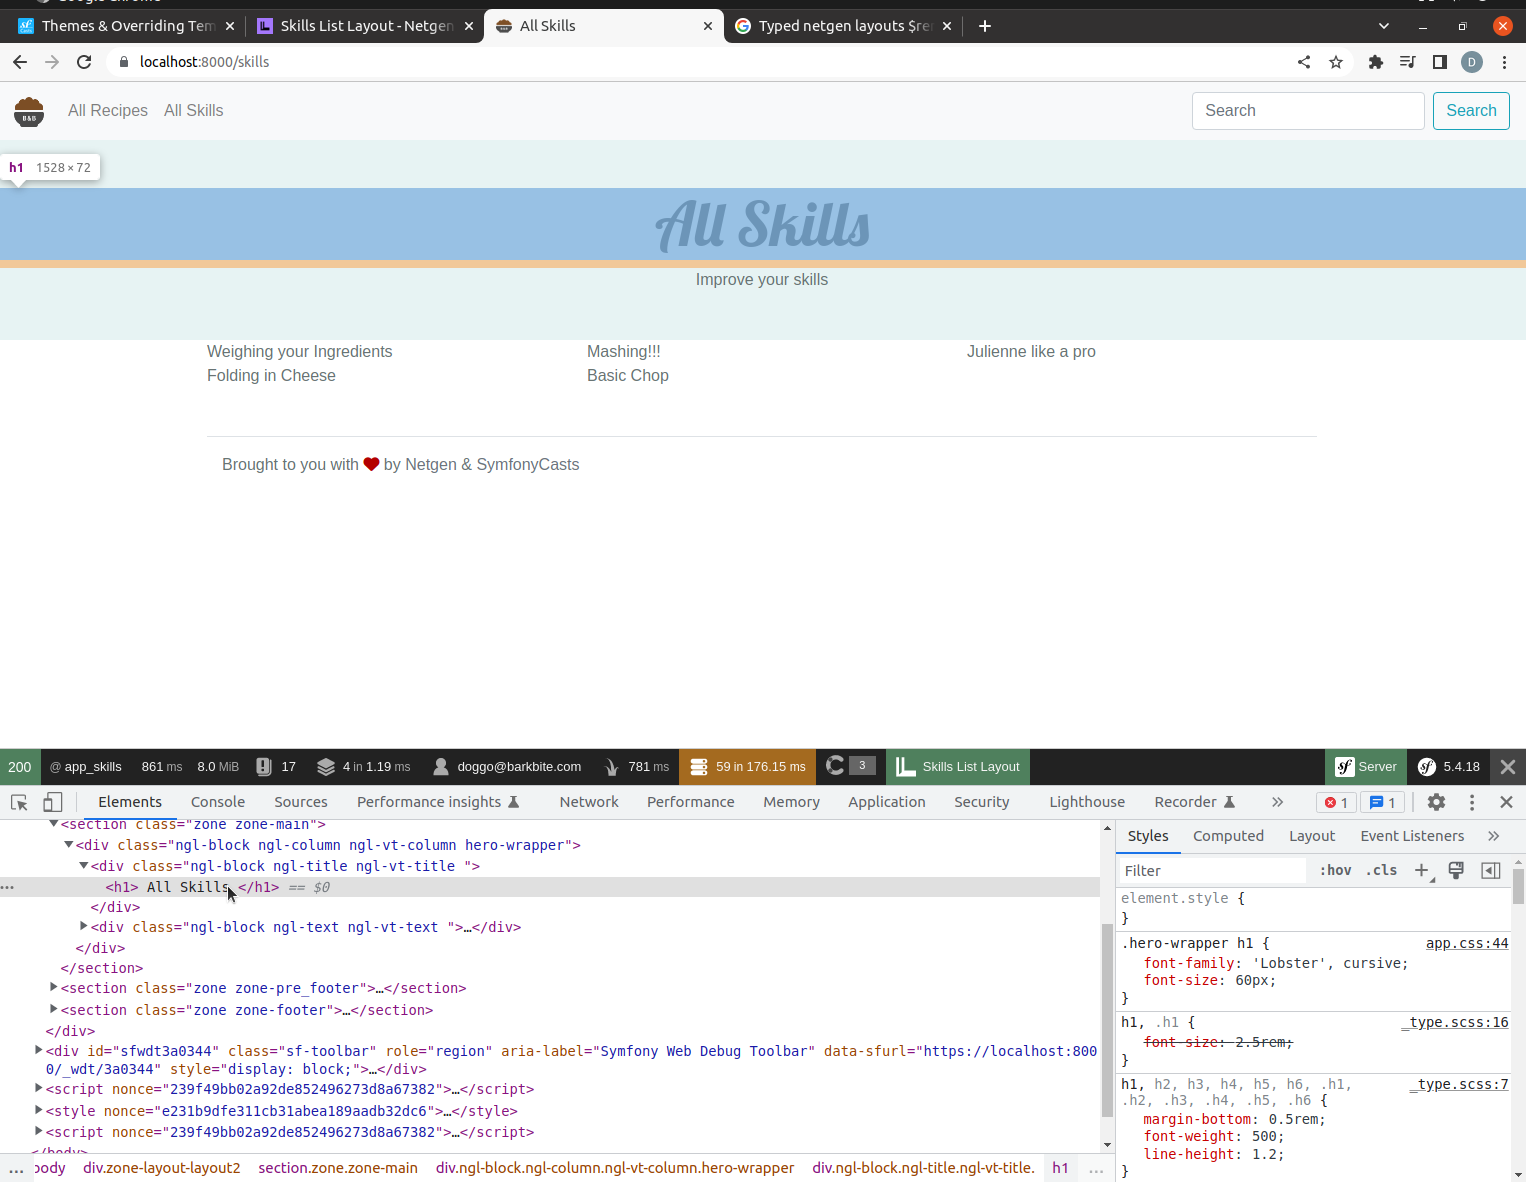 Themes & Overriding Tem
Skills List Layout - Netgen
All Skills
Typed netgen layouts $re
localhost:8000/skills
D
B&B
All Recipes
All Skills
Search
Search
h1 1528 × 72
All Skills
Improve your skills
Weighing your Ingredients
Mashing!!!
Julienne like a pro
Folding in Cheese
Basic Chop
Brought to you with ❤ by Netgen & SymfonyCasts
200 @ app_skills 861 ms 8.0 MiB 17 4 in 1.19 ms doggo@barkbite.com 781 ms 59 in 176.15 ms 3 Skills List Layout sf Server sf 5.4.18
Elements Console Sources Performance insights Network Performance Memory Application Security Lighthouse Recorder » 1 1
<section class="zone zone-main">
<div class="ngl-block ngl-column ngl-vt-column hero-wrapper">
<div class="ngl-block ngl-title ngl-vt-title ">
<h1> All Skills </h1> == $0
</div>
<div class="ngl-block ngl-text ngl-vt-text ">…</div>
</div>
</section>
<section class="zone zone-pre_footer">…</section>
<section class="zone zone-footer">…</section>
</div>
<div id="sfwdt3a0344" class="sf-toolbar" role="region" aria-label="Symfony Web Debug Toolbar" data-sfurl="https://localhost:800
0/_wdt/3a0344" style="display: block;">…</div>
<script nonce="239f49bb02a92de852496273d8a67382">…</script>
<style nonce="e231b9dfe311cb31abea189aadb32dc6">…</style>
<script nonce="239f49bb02a92de852496273d8a67382">…</script>
</body>
... body div.zone-layout-layout2 section.zone.zone-main div.ngl-block.ngl-column.ngl-vt-column.hero-wrapper div.ngl-block.ngl-title.ngl-vt-title. h1 ...
Styles Computed Layout Event Listeners »
Filter :hov .cls +
element.style {
}
.hero-wrapper h1 { app.css:44
font-family: 'Lobster', cursive;
font-size: 60px;
}
h1, .h1 { _type.scss:16
font-size: 2.5rem;
}
h1, h2, h3, h4, h5, h6, .h1, _type.scss:7
.h2, .h3, .h4, .h5, .h6 {
margin-bottom: 0.5rem;
font-weight: 500;
line-height: 1.2;
}